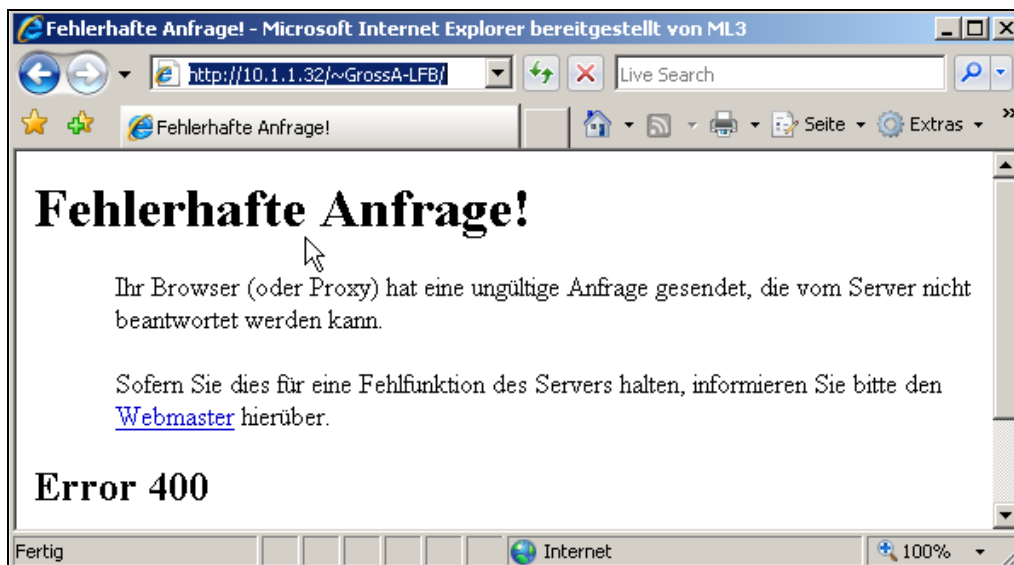 Fehlerhafte Anfrage! - Microsoft Internet Explorer bereitgestellt von ML3
http://10.1.1.32/~GrossA-LFB/
Live Search
Fehlerhafte Anfrage!
Seite
Extras
»
Fehlerhafte Anfrage!
Ihr Browser (oder Proxy) hat eine ungültige Anfrage gesendet, die vom Server nicht
beantwortet werden kann.
Sofern Sie dies für eine Fehlfunktion des Servers halten, informieren Sie bitte den
Webmaster hierüber.
Error 400
Fertig
Internet
100%